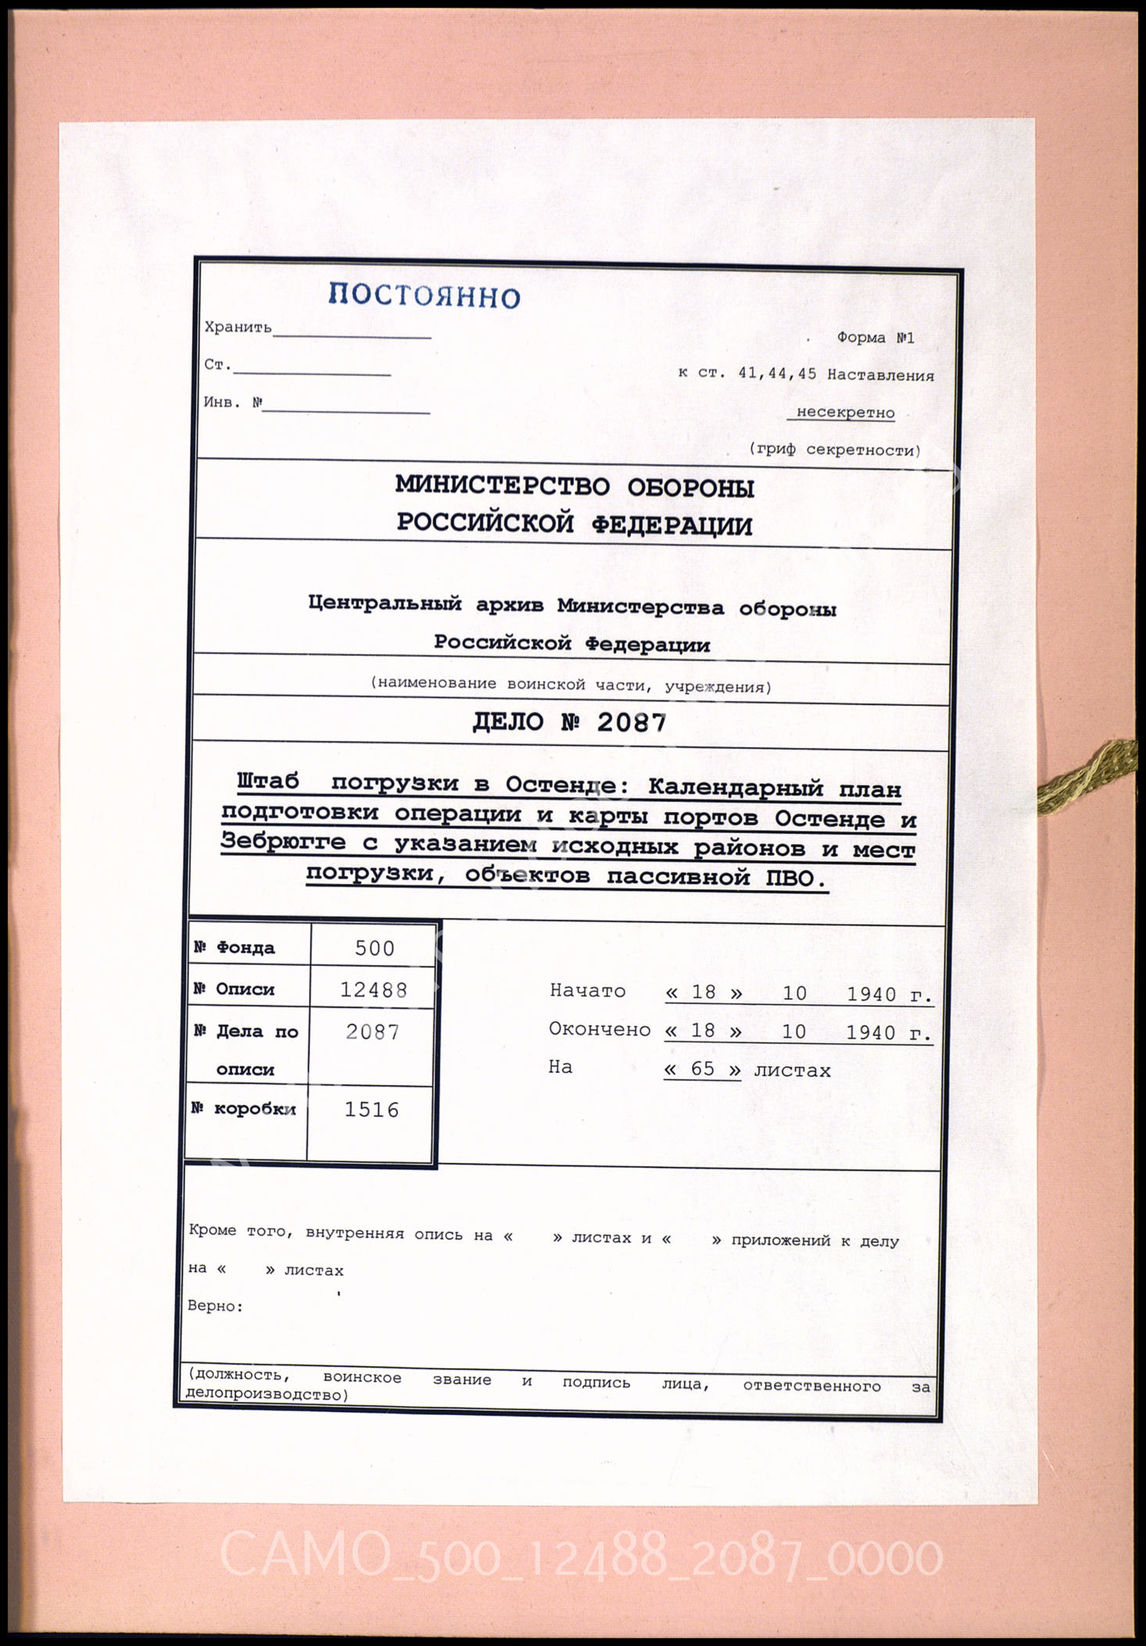 ПОСТОЯННО
Хранить
Форма №1
Ст.
к ст. 41,44,45 Наставления
Инв. №
несекретно
(гриф секретности)
МИНИСТЕРСТВО ОБОРОНЫ
РОССИЙСКОЙ ФЕДЕРАЦИИ
Центральный архив Министерства обороны
Российской Федерации
(наименование воинской части, учреждения)
ДЕЛО № 2087
Штаб погрузки в Остенде: Календарный план
подготовки операции и карты портов Остенде и
Зебрюгге с указанием исходных районов и мест
погрузки, объектов пассивной ПВО.
№ Фонда 500
№ Описи 12488
№ Дела по 2087
описи
№ коробки 1516
Начато « 18 » 10 1940 г.
Окончено « 18 » 10 1940 г.
На « 65 » листах
Кроме того, внутренняя опись на « » листах и « » приложений к делу
на « » листах
Верно:
(должность, воинское звание и подпись лица, ответственного за
делопроизводство)
CAMO_500_12488_2087_0000